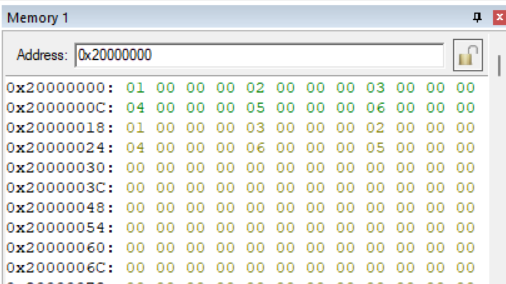 Memory 1
Address: 0x20000000
0x20000000: 01 00 00 00 02 00 00 00 03 00 00 00
0x2000000C: 04 00 00 00 05 00 00 00 06 00 00 00
0x20000018: 01 00 00 00 03 00 00 00 02 00 00 00
0x20000024: 04 00 00 00 06 00 00 00 05 00 00 00
0x20000030: 00 00 00 00 00 00 00 00 00 00 00 00
0x2000003C: 00 00 00 00 00 00 00 00 00 00 00 00
0x20000048: 00 00 00 00 00 00 00 00 00 00 00 00
0x20000054: 00 00 00 00 00 00 00 00 00 00 00 00
0x20000060: 00 00 00 00 00 00 00 00 00 00 00 00
0x2000006C: 00 00 00 00 00 00 00 00 00 00 00 00